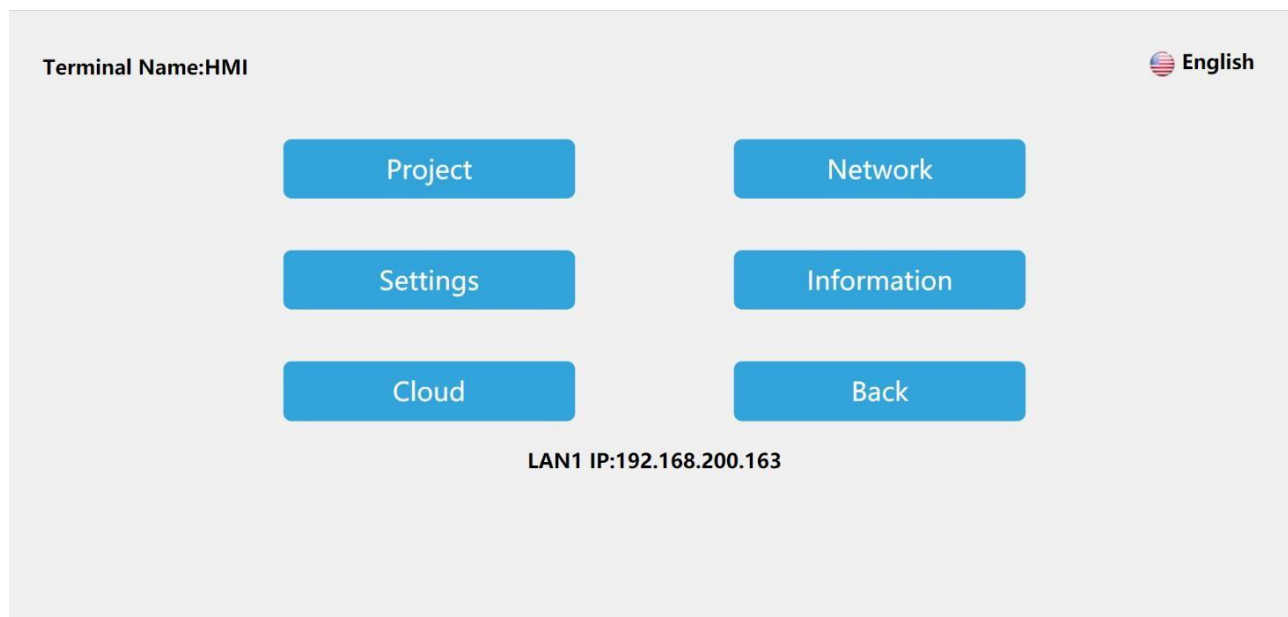 Terminal Name:HMI
English
Project
Network
Settings
Information
Cloud
Back
LAN1 IP:192.168.200.163